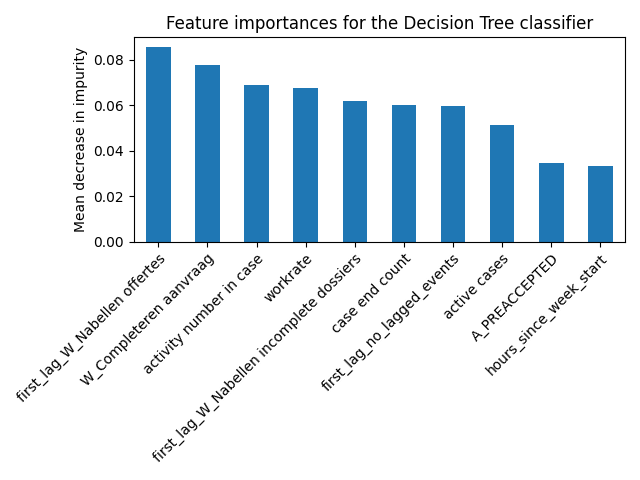 Feature importances for the Decision Tree classifier
Mean decrease in impurity
0.08
0.06
0.04
0.02
0.00
first_lag_W_Nabellen offertes
W_Completeren aanvraag
activity number in case
workrate
first_lag_W_Nabellen incomplete dossiers
case end count
first_lag_no_lagged_events
active cases
A_PREACCEPTED
hours_since_week_start